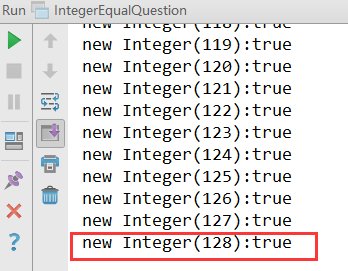 Run IntegerEqualQuestion
new Integer(118):true
new Integer(119):true
new Integer(120):true
new Integer(121):true
new Integer(122):true
new Integer(123):true
new Integer(124):true
new Integer(125):true
new Integer(126):true
new Integer(127):true
new Integer(128):true